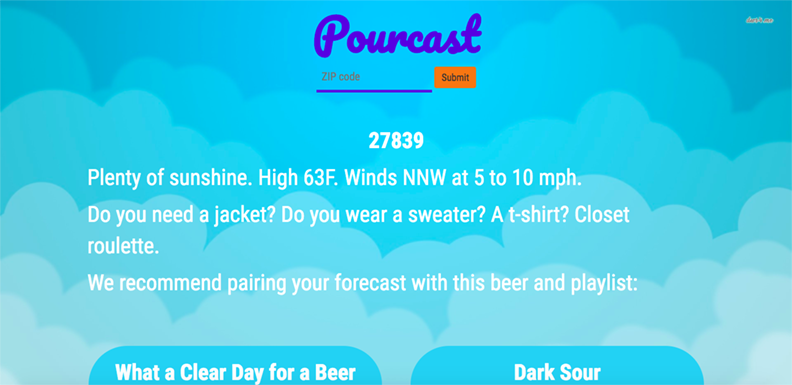 Pourcast
ZIP code
Submit
27839
Plenty of sunshine. High 63F. Winds NNW at 5 to 10 mph.
Do you need a jacket? Do you wear a sweater? A t-shirt? Closet
roulette.
We recommend pairing your forecast with this beer and playlist:
What a Clear Day for a Beer
Dark Sour